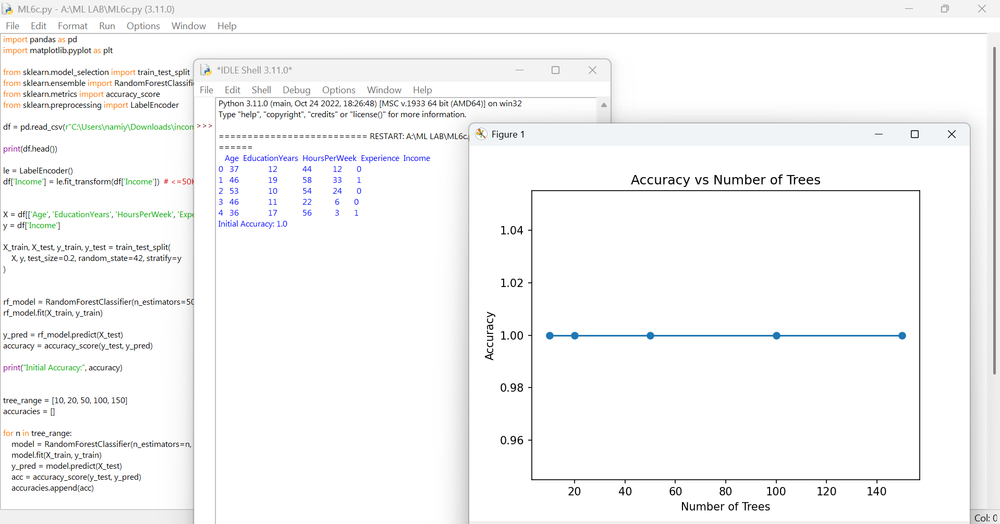 ML6c.py - A:\ML LAB\ML6c.py (3.11.0)
File Edit Format Run Options Window Help
import pandas as pd
import matplotlib.pyplot as plt
from sklearn.model_selection import train_test_split
from sklearn.ensemble import RandomForestClassifi
from sklearn.metrics import accuracy_score
from sklearn.preprocessing import LabelEncoder
df = pd.read_csv(r"C:\Users\namiy\Downloads\incom
print(df.head())
le = LabelEncoder()
df['Income'] = le.fit_transform(df['Income']) # <=50K
X = df[['Age', 'EducationYears', 'HoursPerWeek', 'Expe
y = df['Income']
X_train, X_test, y_train, y_test = train_test_split(
X, y, test_size=0.2, random_state=42, stratify=y
)
rf_model = RandomForestClassifier(n_estimators=50
rf_model.fit(X_train, y_train)
y_pred = rf_model.predict(X_test)
accuracy = accuracy_score(y_test, y_pred)
print("Initial Accuracy:", accuracy)
tree_range = [10, 20, 50, 100, 150]
accuracies = []
for n in tree_range:
model = RandomForestClassifier(n_estimators=n,
model.fit(X_train, y_train)
y_pred = model.predict(X_test)
acc = accuracy_score(y_test, y_pred)
accuracies.append(acc)
*IDLE Shell 3.11.0*
File Edit Shell Debug Options Window Help
Python 3.11.0 (main, Oct 24 2022, 18:26:48) [MSC v.1933 64 bit (AMD64)] on win32
Type "help", "copyright", "credits" or "license()" for more information.
>>>
========================== RESTART: A:\ML LAB\ML6c.p
======
Age EducationYears HoursPerWeek Experience Income
0 37 12 44 12 0
1 46 19 58 33 1
2 53 10 54 24 0
3 46 11 22 6 0
4 36 17 56 3 1
Initial Accuracy: 1.0
Figure 1
Accuracy vs Number of Trees
1.04
1.02
1.00
0.98
0.96
Accuracy
20 40 60 80 100 120 140
Number of Trees
Col: 0